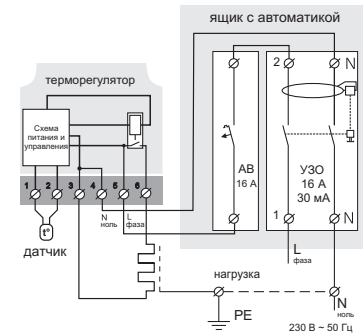 ящик с автоматикой
терморегулятор
Схема
питания и
управления
1 2 3 4 5 6
N
ноль
L
фаза
t°
датчик
АВ
16 А
2 N
УЗО
16 А
30 мА
1 N
L
фаза
нагрузка
PE
N
ноль
230 В ~ 50 Гц